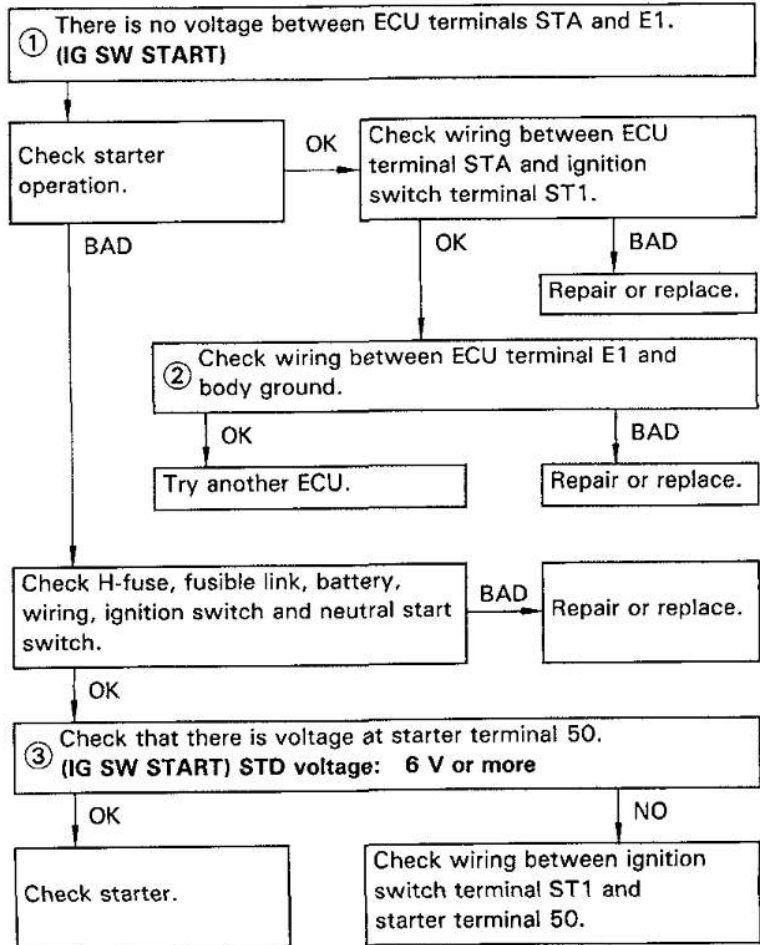 ① There is no voltage between ECU terminals STA and E1.
(IG SW START)
Check starter
operation.
OK
Check wiring between ECU
terminal STA and ignition
switch terminal ST1.
BAD
OK
BAD
Repair or replace.
② Check wiring between ECU terminal E1 and
body ground.
OK
BAD
Try another ECU.
Repair or replace.
Check H-fuse, fusible link, battery,
wiring, ignition switch and neutral start
switch.
BAD
Repair or replace.
OK
③ Check that there is voltage at starter terminal 50.
(IG SW START) STD voltage: 6 V or more
OK
NO
Check starter.
Check wiring between ignition
switch terminal ST1 and
starter terminal 50.